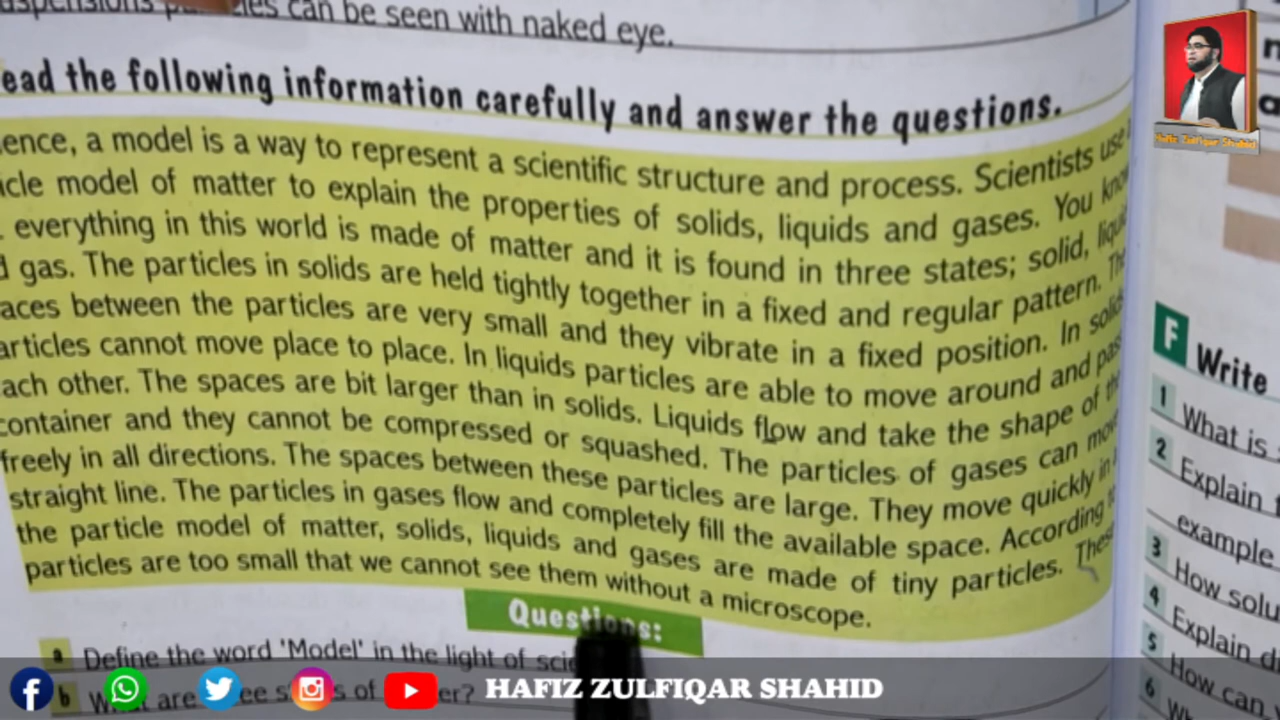 can be seen with naked eye.
ead the following information carefully and answer the questions.
ence, a model is a way to represent a scientific structure and process. Scientists use
icle model of matter to explain the properties of solids, liquids and gases. You kno
everything in this world is made of matter and it is found in three states; solid, liqui
d gas. The particles in solids are held tightly together in a fixed and regular pattern. The
aces between the particles are very small and they vibrate in a fixed position. In solids
articles cannot move place to place. In liquids particles are able to move around and pass
ach other. The spaces are bit larger than in solids. Liquids flow and take the shape of the
container and they cannot be compressed or squashed. The particles of gases can move
freely in all directions. The spaces between these particles are large. They move quickly in
straight line. The particles in gases flow and completely fill the available space. According to
the particle model of matter, solids, liquids and gases are made of tiny particles. These
particles are too small that we cannot see them without a microscope.
Questions:
a Define the word 'Model' in the light of sci
b are of er?
HAFIZ ZULFIQAR SHAHID
Hafiz Zulfiqar Shahid
F Write
1 What is
2 Explain
example
3 How solu
4 Explain d
5 How can
6